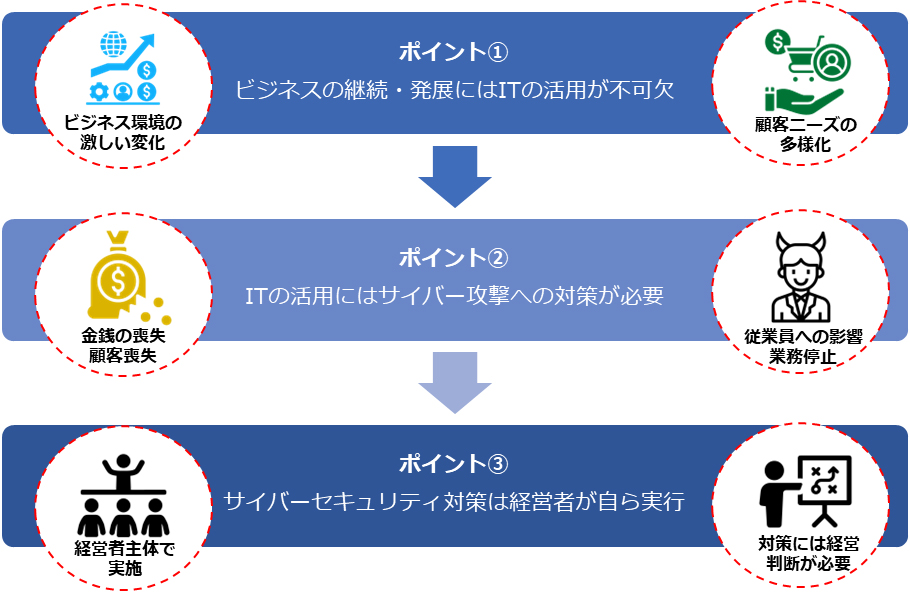 ポイント①
ビジネスの継続・発展にはITの活用が不可欠
ビジネス環境の
激しい変化
顧客ニーズの
多様化
ポイント②
ITの活用にはサイバー攻撃への対策が必要
金銭の喪失
顧客喪失
従業員への影響
業務停止
ポイント③
サイバーセキュリティ対策は経営者が自ら実行
経営者主体で
実施
対策には経営
判断が必要